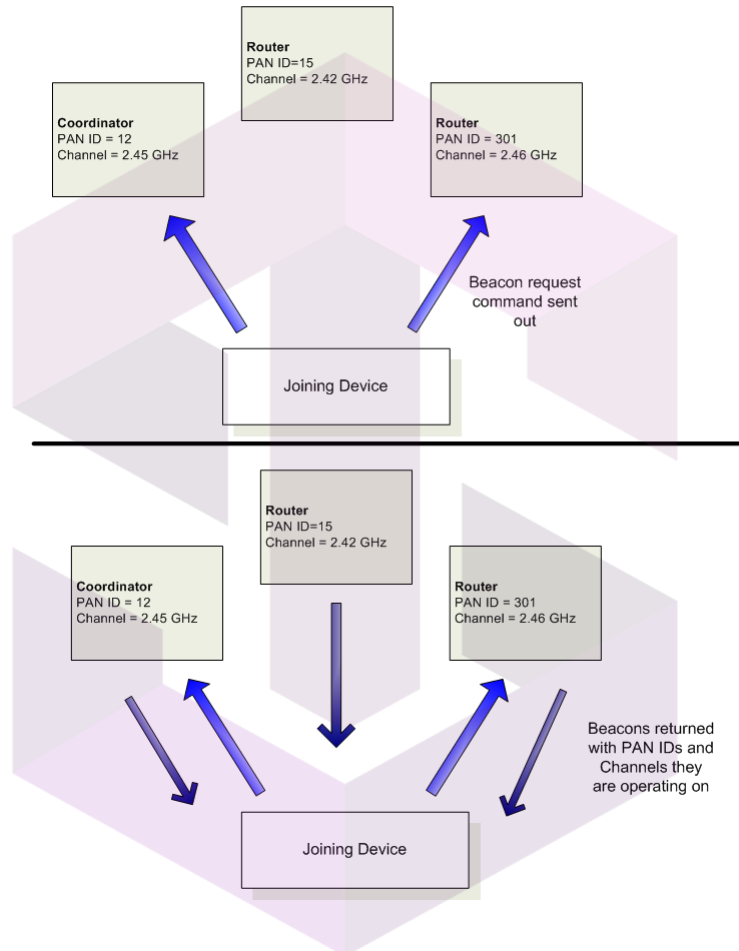 Router
PAN ID=15
Channel = 2.42 GHz
Coordinator
PAN ID = 12
Channel = 2.45 GHz
Router
PAN ID = 301
Channel = 2.46 GHz
Beacon request
command sent
out
Joining Device
Router
PAN ID=15
Channel = 2.42 GHz
Coordinator
PAN ID = 12
Channel = 2.45 GHz
Router
PAN ID = 301
Channel = 2.46 GHz
Beacons returned
with PAN IDs and
Channels they
are operating on
Joining Device